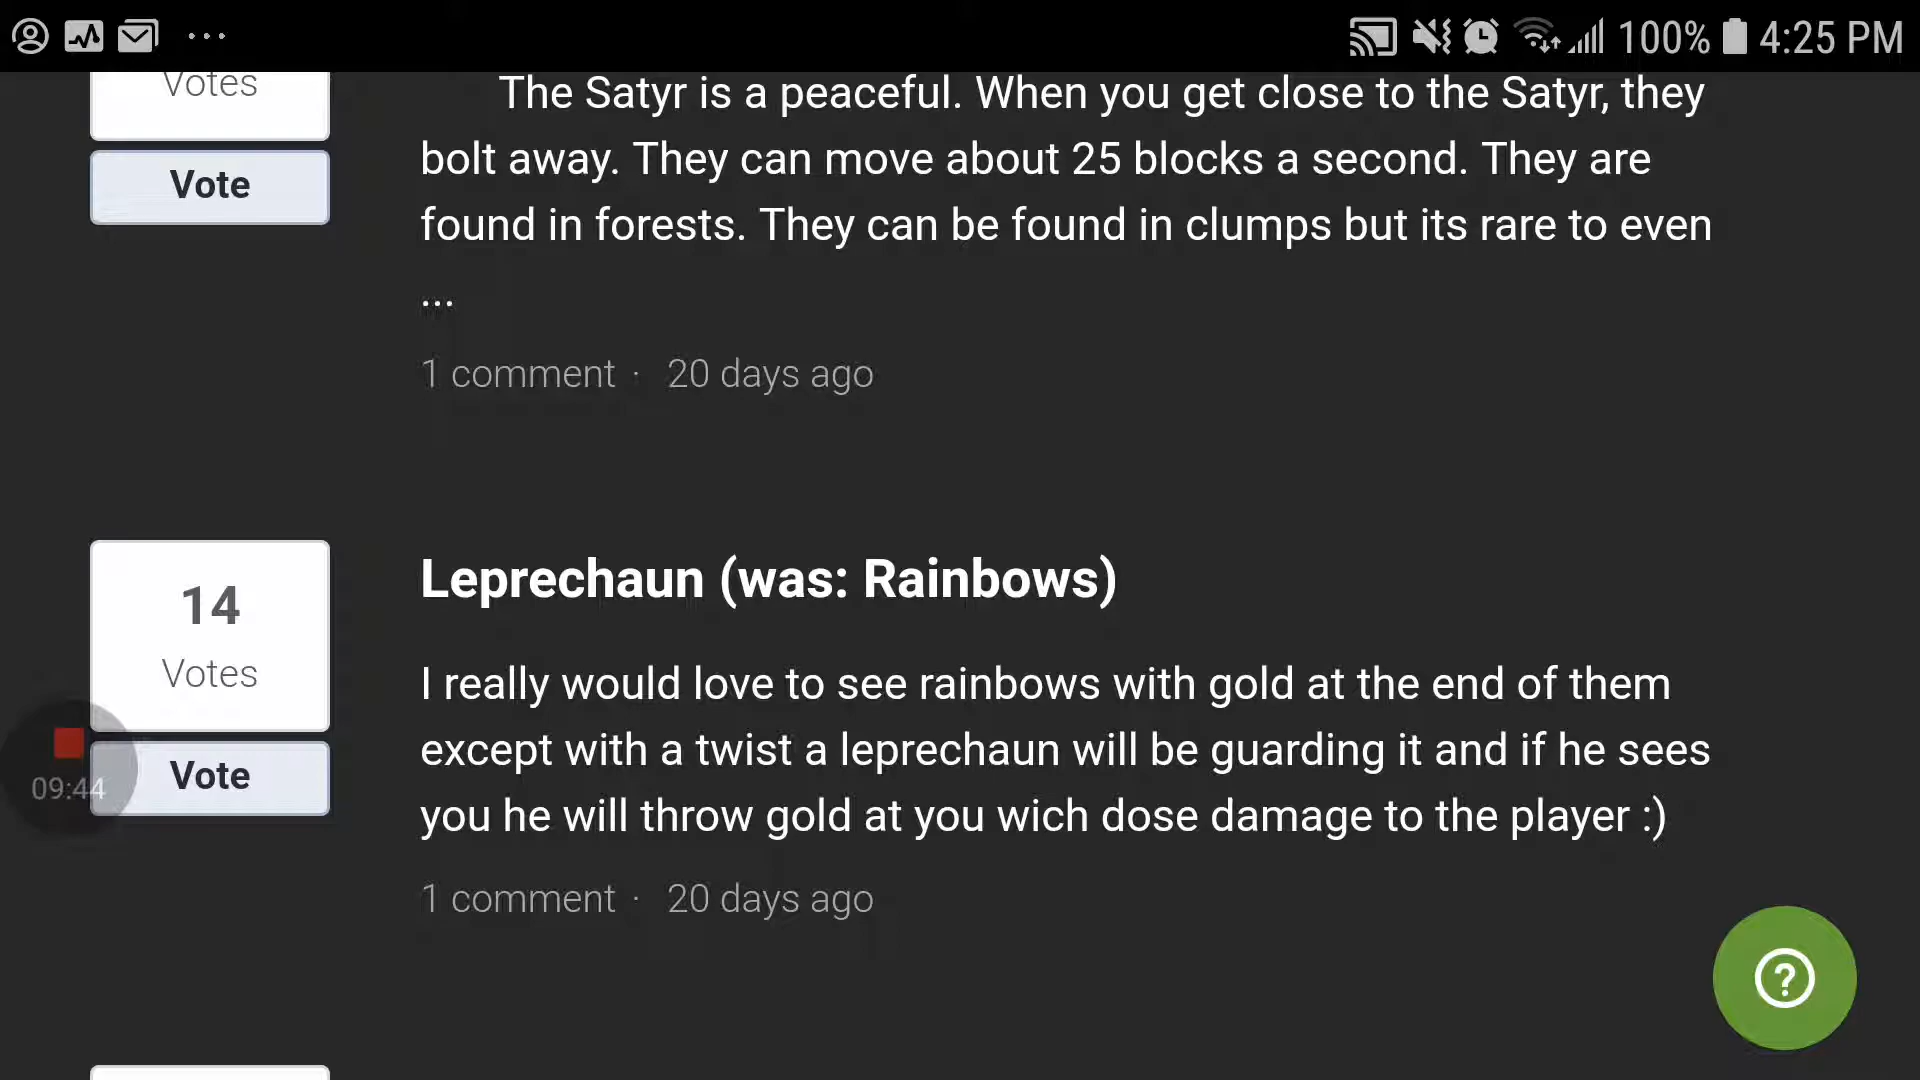 100% 4:25 PM
Votes
Vote
The Satyr is a peaceful. When you get close to the Satyr, they
bolt away. They can move about 25 blocks a second. They are
found in forests. They can be found in clumps but its rare to even
...
1 comment · 20 days ago
14
Votes
Vote
09:44
Leprechaun (was: Rainbows)
I really would love to see rainbows with gold at the end of them
except with a twist a leprechaun will be guarding it and if he sees
you he will throw gold at you wich dose damage to the player :)
1 comment · 20 days ago
?